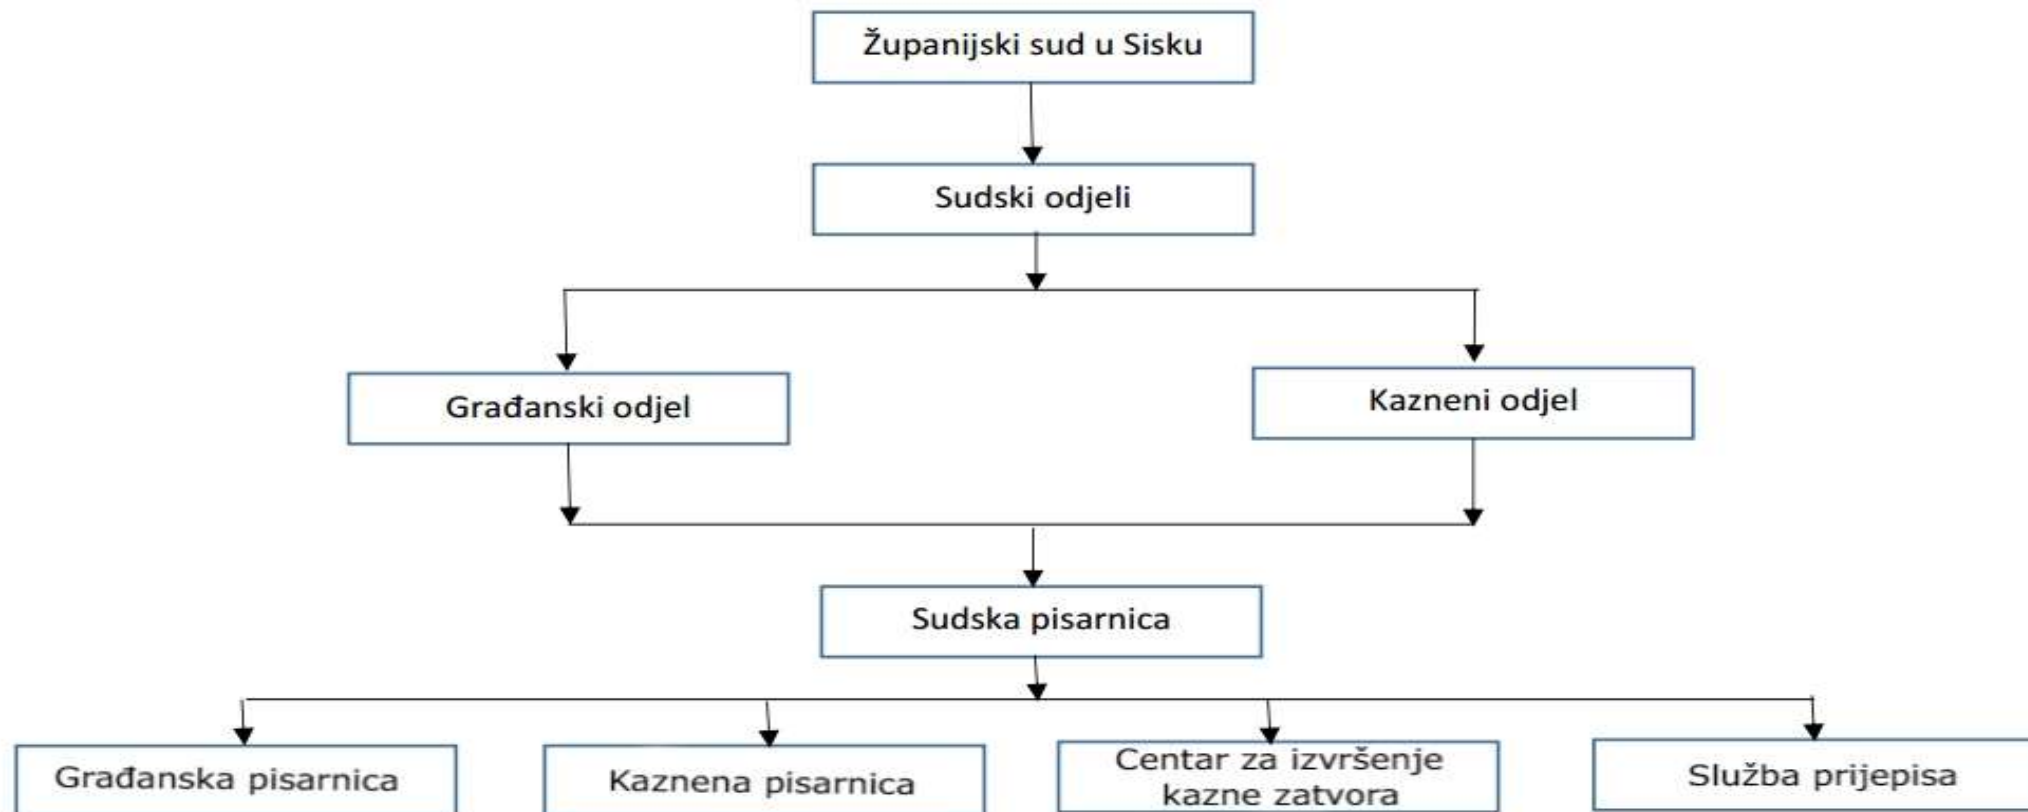 Županijski sud u Sisku
Sudski odjeli
Građanski odjel
Kazneni odjel
Sudska pisarnica
Građanska pisarnica
Kaznena pisarnica
Centar za izvršenje
kazne zatvora
Služba prijepisa